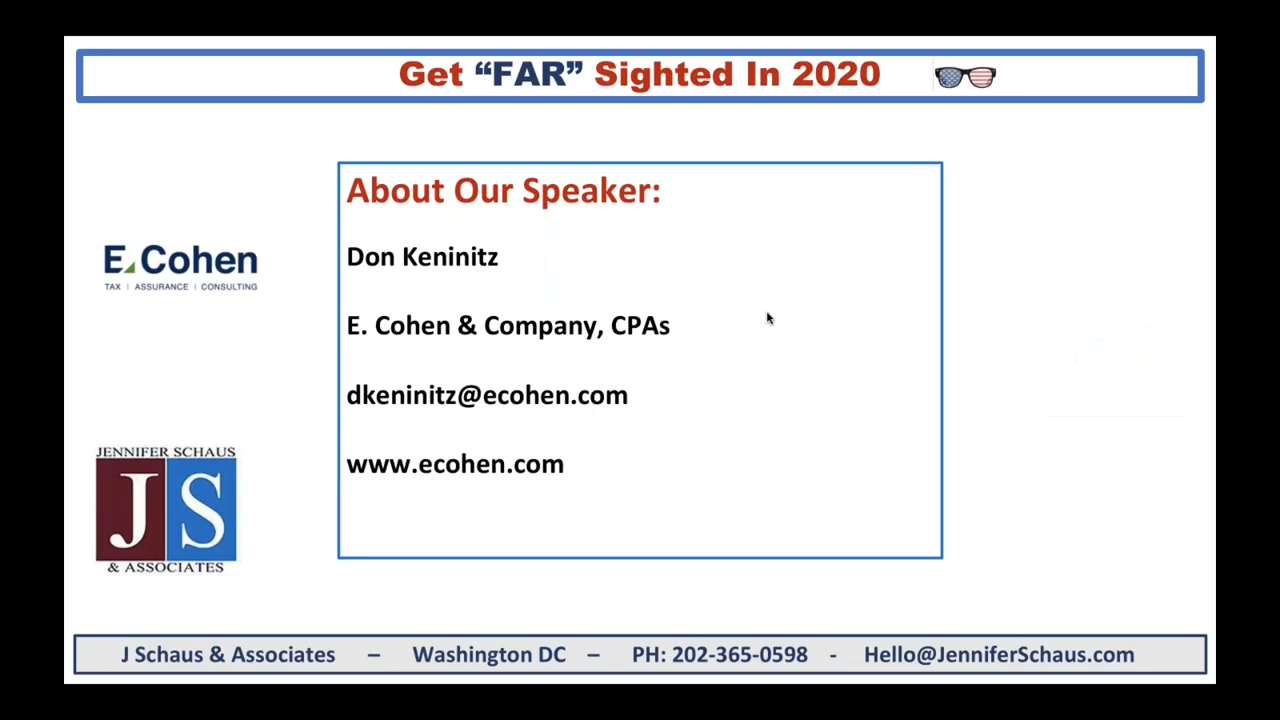 Get “FAR” Sighted In 2020
About Our Speaker:
Don Keninitz
E. Cohen & Company, CPAs
dkeninitz@ecohen.com
www.ecohen.com
E.Cohen
TAX | ASSURANCE | CONSULTING
JENNIFER SCHAUS
JS
& ASSOCIATES
J Schaus & Associates – Washington DC – PH: 202-365-0598 - Hello@JenniferSchaus.com